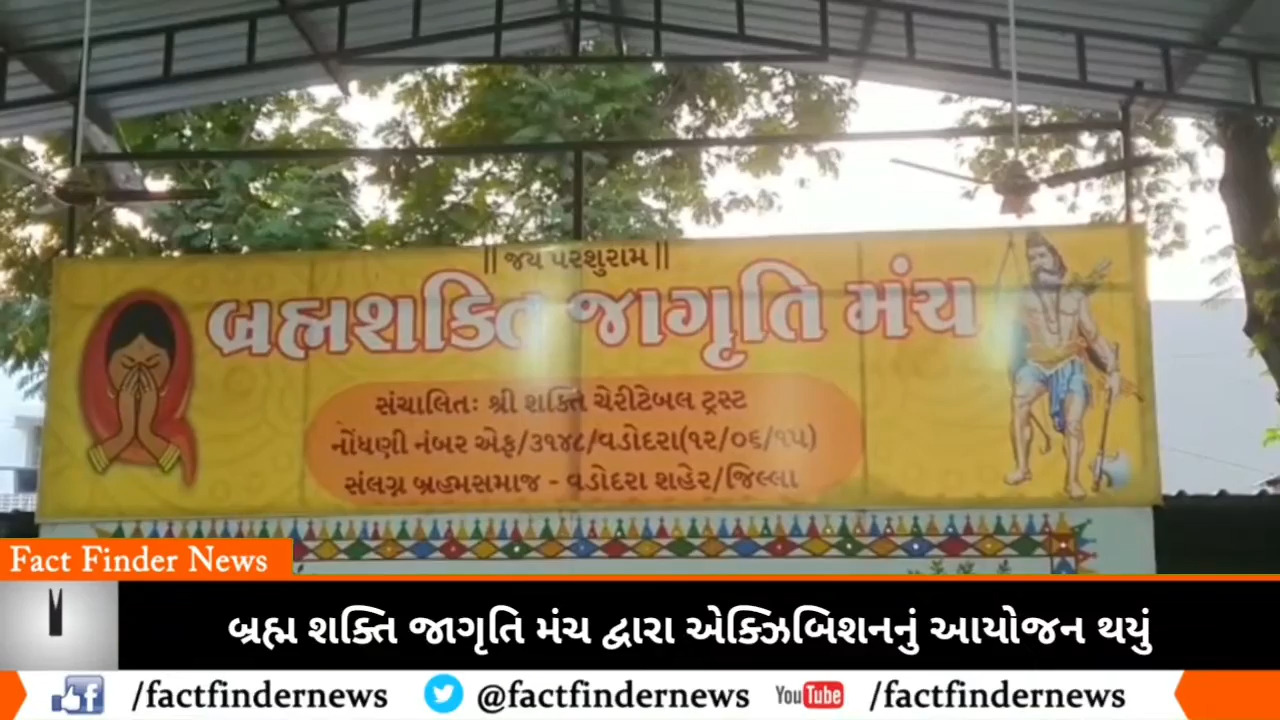 || જય પરશુરામ ||
બ્રહ્મશક્તિ જાગૃતિ મંચ
સંચાલિતઃ શ્રી શક્તિ ચેરીટેબલ ટ્રસ્ટ
નોંધણી નંબર એફ/૩૧૪૮/વડોદરા(૧૨/૦૬/૧૫)
સંલગ્ન બ્રહ્મસમાજ - વડોદરા શહેર/જિલ્લા
Fact Finder News
બ્રહ્મ શક્તિ જાગૃતિ મંચ દ્વારા એક્ઝિબિશનનું આયોજન થયું
/factfindernews @factfindernews YouTube /factfindernews